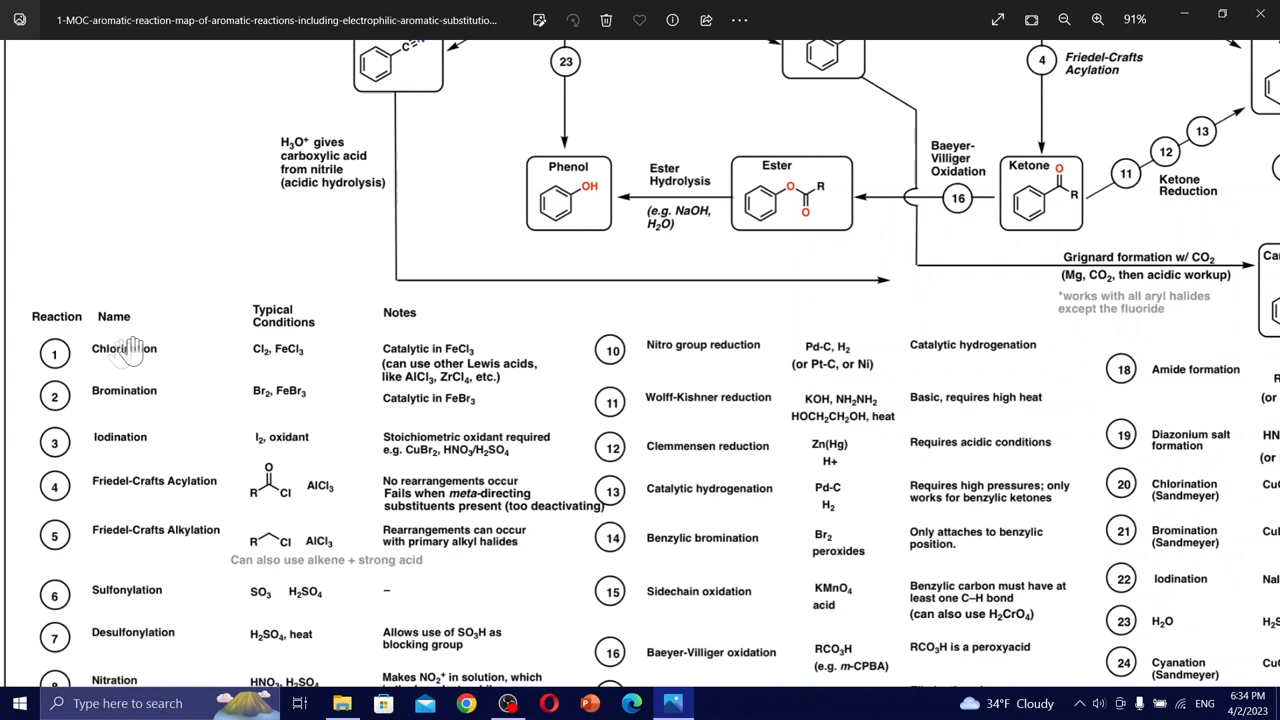 1-MOC-aromatic-reaction-map-of-aromatic-reactions-including-electrophilic-aromatic-substitutio...
91%
C≡N
23
4
Friedel-Crafts
Acylation
H₃O⁺ gives
carboxylic acid
from nitrile
(acidic hydrolysis)
Phenol
OH
Ester
Hydrolysis
(e.g. NaOH,
H₂O)
Ester
O
R
O
Baeyer-
Villiger
Oxidation
16
Ketone
O
R
11
12
13
Ketone
Reduction
Grignard formation w/ CO₂
(Mg, CO₂, then acidic workup)
*works with all aryl halides
except the fluoride
Ca
Reaction Name Typical Conditions Notes
1 Chlorination Cl₂, FeCl₃ Catalytic in FeCl₃
(can use other Lewis acids,
like AlCl₃, ZrCl₄, etc.)
2 Bromination Br₂, FeBr₃ Catalytic in FeBr₃
3 Iodination I₂, oxidant Stoichiometric oxidant required
e.g. CuBr₂, HNO₃/H₂SO₄
4 Friedel-Crafts Acylation O R Cl AlCl₃ No rearrangements occur
Fails when meta-directing
substituents present (too deactivating)
5 Friedel-Crafts Alkylation R Cl AlCl₃ Rearrangements can occur
with primary alkyl halides
Can also use alkene + strong acid
6 Sulfonylation SO₃ H₂SO₄ –
7 Desulfonylation H₂SO₄, heat Allows use of SO₃H as
blocking group
Nitration HNO₃, H₂SO₄ Makes NO₂⁺ in solution, which
10 Nitro group reduction Pd-C, H₂ Catalytic hydrogenation
(or Pt-C, or Ni)
11 Wolff-Kishner reduction KOH, NH₂NH₂ Basic, requires high heat
HOCH₂CH₂OH, heat
12 Clemmensen reduction Zn(Hg) Requires acidic conditions
H+
13 Catalytic hydrogenation Pd-C Requires high pressures; only
H₂ works for benzylic ketones
14 Benzylic bromination Br₂ Only attaches to benzylic
peroxides position.
15 Sidechain oxidation KMnO₄ Benzylic carbon must have at
acid least one C–H bond
(can also use H₂CrO₄)
16 Baeyer-Villiger oxidation RCO₃H RCO₃H is a peroxyacid
(e.g. m-CPBA)
18 Amide formation R
(or
19 Diazonium salt HN
formation (or
20 Chlorination Cu
(Sandmeyer)
21 Bromination Cu
(Sandmeyer)
22 Iodination NaI
23 H₂O H₂S
24 Cyanation Cu
(Sandmeyer)
Type here to search
34°F Cloudy
6:34 PM
4/2/2023